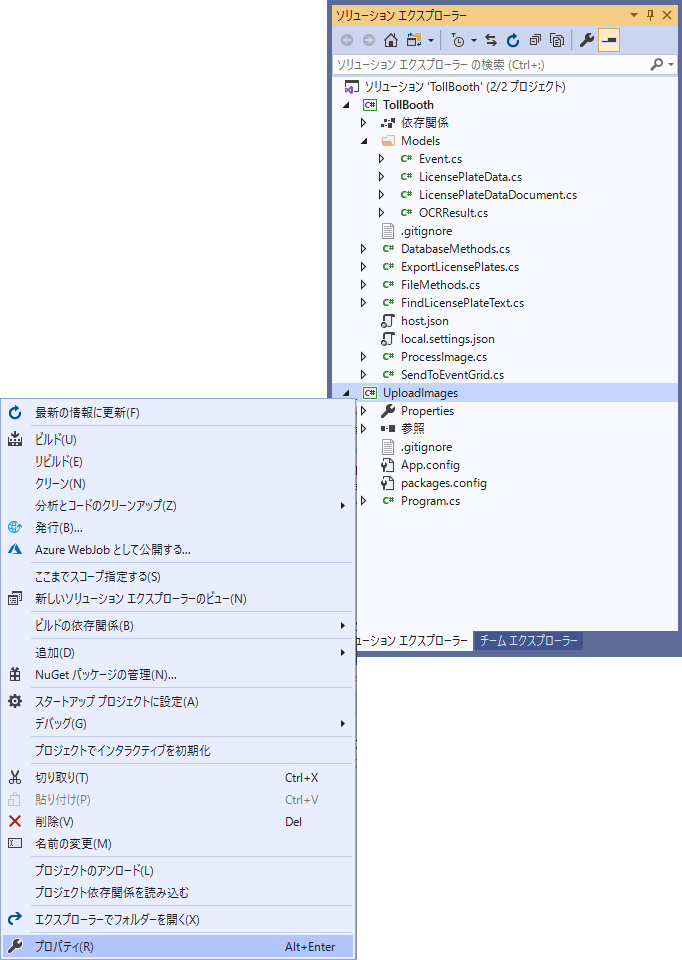 ソリューション エクスプローラー
ソリューション エクスプローラー の検索 (Ctrl+:)
ソリューション 'TollBooth' (2/2 プロジェクト)
TollBooth
依存関係
Models
Event.cs
LicensePlateData.cs
LicensePlateDataDocument.cs
OCRResult.cs
.gitignore
DatabaseMethods.cs
ExportLicensePlates.cs
FileMethods.cs
FindLicensePlateText.cs
host.json
local.settings.json
ProcessImage.cs
SendToEventGrid.cs
UploadImages
Properties
参照
.gitignore
App.config
packages.config
Program.cs
ューション エクスプローラー チーム エクスプローラー
最新の情報に更新(F)
ビルド(U)
リビルド(E)
クリーン(N)
分析とコードのクリーンアップ(Z)
発行(B)...
Azure WebJob として公開する...
ここまでスコープ指定する(S)
新しいソリューション エクスプローラーのビュー(N)
ビルドの依存関係(B)
追加(D)
NuGet パッケージの管理(N)...
スタートアップ プロジェクトに設定(A)
デバッグ(G)
プロジェクトでインタラクティブを初期化
切り取り(T) Ctrl+X
貼り付け(P) Ctrl+V
削除(V) Del
名前の変更(M)
プロジェクトのアンロード(L)
プロジェクト依存関係を読み込む
エクスプローラーでフォルダーを開く(X)
プロパティ(R) Alt+Enter